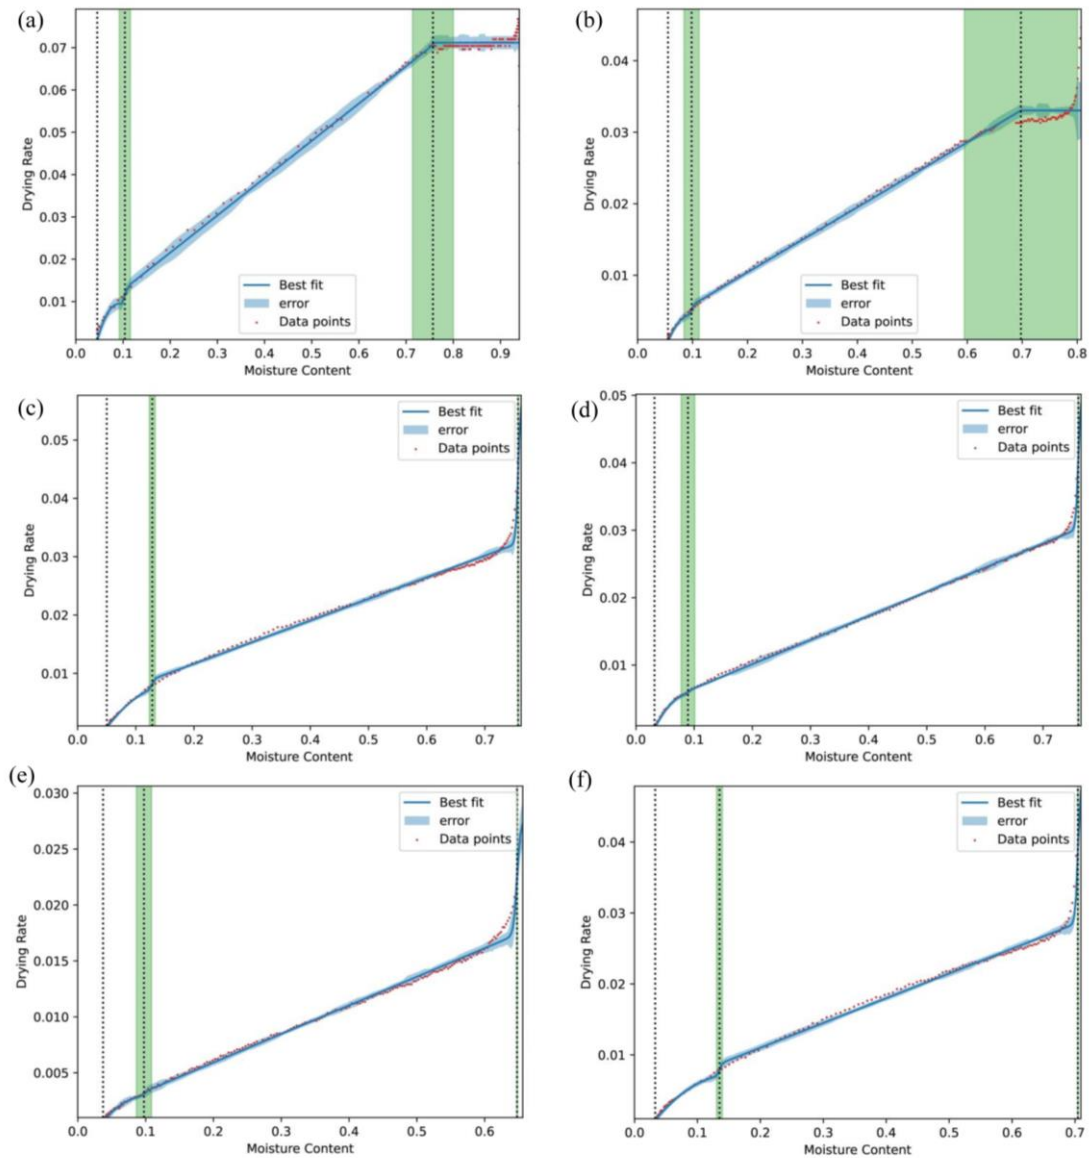 (a)
0.07
0.06
0.05
0.04
0.03
0.02
0.01
Drying Rate
Best fit
error
Data points
0.0 0.1 0.2 0.3 0.4 0.5 0.6 0.7 0.8 0.9
Moisture Content
(b)
0.04
0.03
0.02
0.01
Drying Rate
Best fit
error
Data points
0.0 0.1 0.2 0.3 0.4 0.5 0.6 0.7 0.8
Moisture Content
(c)
0.05
0.04
0.03
0.02
0.01
Drying Rate
Best fit
error
Data points
0.0 0.1 0.2 0.3 0.4 0.5 0.6 0.7
Moisture Content
(d)
0.05
0.04
0.03
0.02
0.01
Drying Rate
Best fit
error
Data points
0.0 0.1 0.2 0.3 0.4 0.5 0.6 0.7
Moisture Content
(e)
0.030
0.025
0.020
0.015
0.010
0.005
Drying Rate
Best fit
error
Data points
0.0 0.1 0.2 0.3 0.4 0.5 0.6
Moisture Content
(f)
0.04
0.03
0.02
0.01
Drying Rate
Best fit
error
Data points
0.0 0.1 0.2 0.3 0.4 0.5 0.6 0.7
Moisture Content